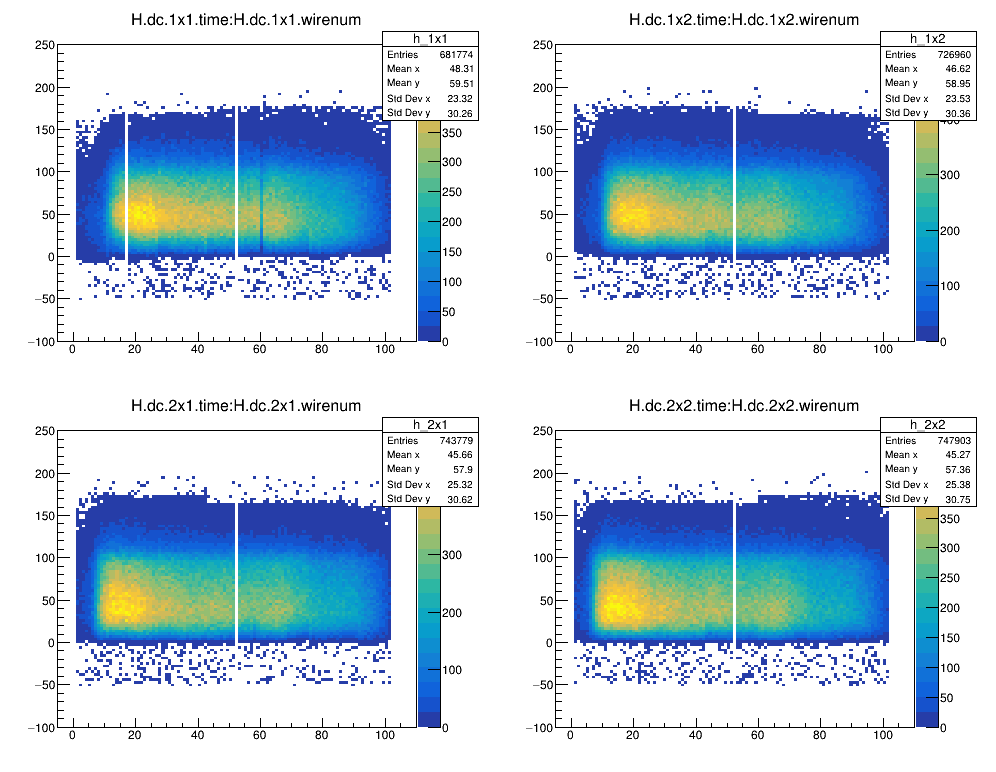 H.dc.1x1.time:H.dc.1x1.wirenum
h_1x1
Entries 681774
Mean x 48.31
Mean y 59.51
Std Dev x 23.32
Std Dev y 30.26
250
200
150
100
50
0
−50
−100
0 20 40 60 80 100
350
300
250
200
150
100
50
0
H.dc.1x2.time:H.dc.1x2.wirenum
h_1x2
Entries 726960
Mean x 46.62
Mean y 58.95
Std Dev x 23.53
Std Dev y 30.36
250
200
150
100
50
0
−50
−100
0 20 40 60 80 100
400
300
200
100
0
H.dc.2x1.time:H.dc.2x1.wirenum
h_2x1
Entries 743779
Mean x 45.66
Mean y 57.9
Std Dev x 25.32
Std Dev y 30.62
250
200
150
100
50
0
−50
−100
0 20 40 60 80 100
300
200
100
0
H.dc.2x2.time:H.dc.2x2.wirenum
h_2x2
Entries 747903
Mean x 45.27
Mean y 57.36
Std Dev x 25.38
Std Dev y 30.75
250
200
150
100
50
0
−50
−100
0 20 40 60 80 100
350
300
250
200
150
100
50
0